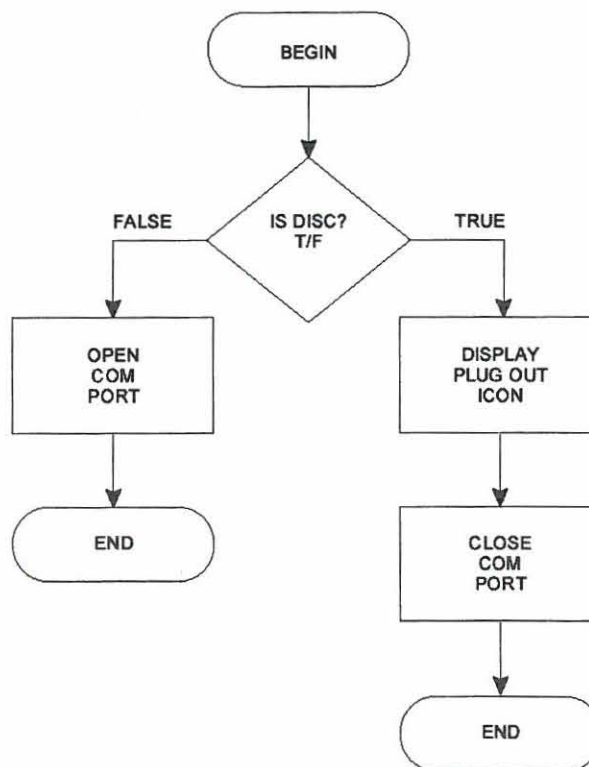 BEGIN
IS DISC?
T/F
FALSE
TRUE
OPEN
COM
PORT
DISPLAY
PLUG OUT
ICON
END
CLOSE
COM
PORT
END